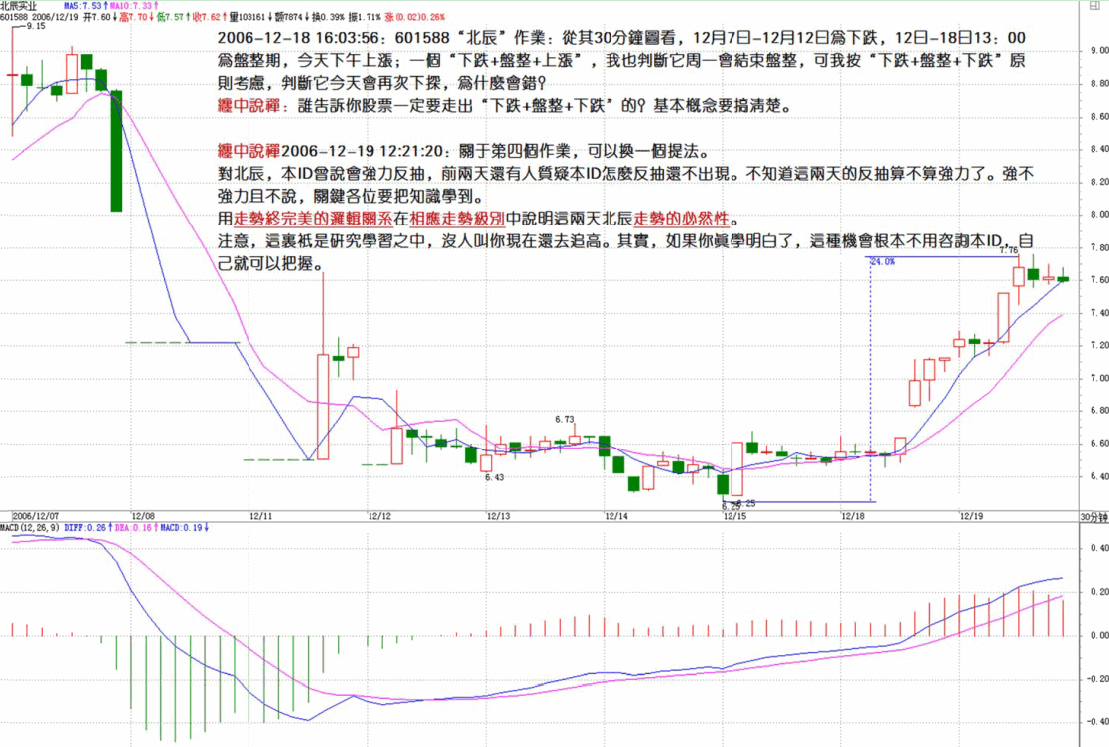 北辰实业 MA5:7.53↑MA10:7.33↑
601588 2006/12/19 开7.60↓高7.70↓低7.57↑收7.62↑量103161↓额7874↓换0.39% 振1.71% 涨(0.02)0.26%
9.15
2006-12-18 16:03:56：601588“北辰”作業：從其30分鐘圖看，12月7日-12月12日爲下跌，12日-18日13：00
爲盤整期，今天下午上漲；一個“下跌+盤整+上漲”，我也判斷它周一會結束盤整，可我按“下跌+盤整+下跌”原
則考慮，判斷它今天會再次下探，爲什麼會錯？
纏中說禪：誰告訴你股票一定要走出“下跌+盤整+下跌”的？基本概念要搞清楚。
纏中說禪2006-12-19 12:21:20：關于第四個作業，可以換一個提法。
對北辰，本ID曾說會強力反抽，前兩天還有人質疑本ID怎麼反抽還不出現。不知道這兩天的反抽算不算強力了。強不
強力且不說，關鍵各位要把知識學到。
用走勢終完美的邏輯關系在相應走勢級別中說明這兩天北辰走勢的必然性。
注意，這裏衹是研究學習之中，沒人叫你現在還去追高。其實，如果你眞學明白了，這種機會根本不用咨詢本ID，自
己就可以把握。
7.76
24.0%
6.73
6.43
6.25
6.25
9.00
8.80
8.60
8.40
8.20
8.00
7.80
7.60
7.40
7.20
7.00
6.80
6.60
6.40
2006/12/07 12/08 12/11 12/12 12/13 12/14 12/15 12/18 12/19 30分钟
MACD(12,26,9) DIFF:0.26↑DEA:0.16↑MACD:0.19↓
0.40
0.20
0.00
-0.20
-0.40